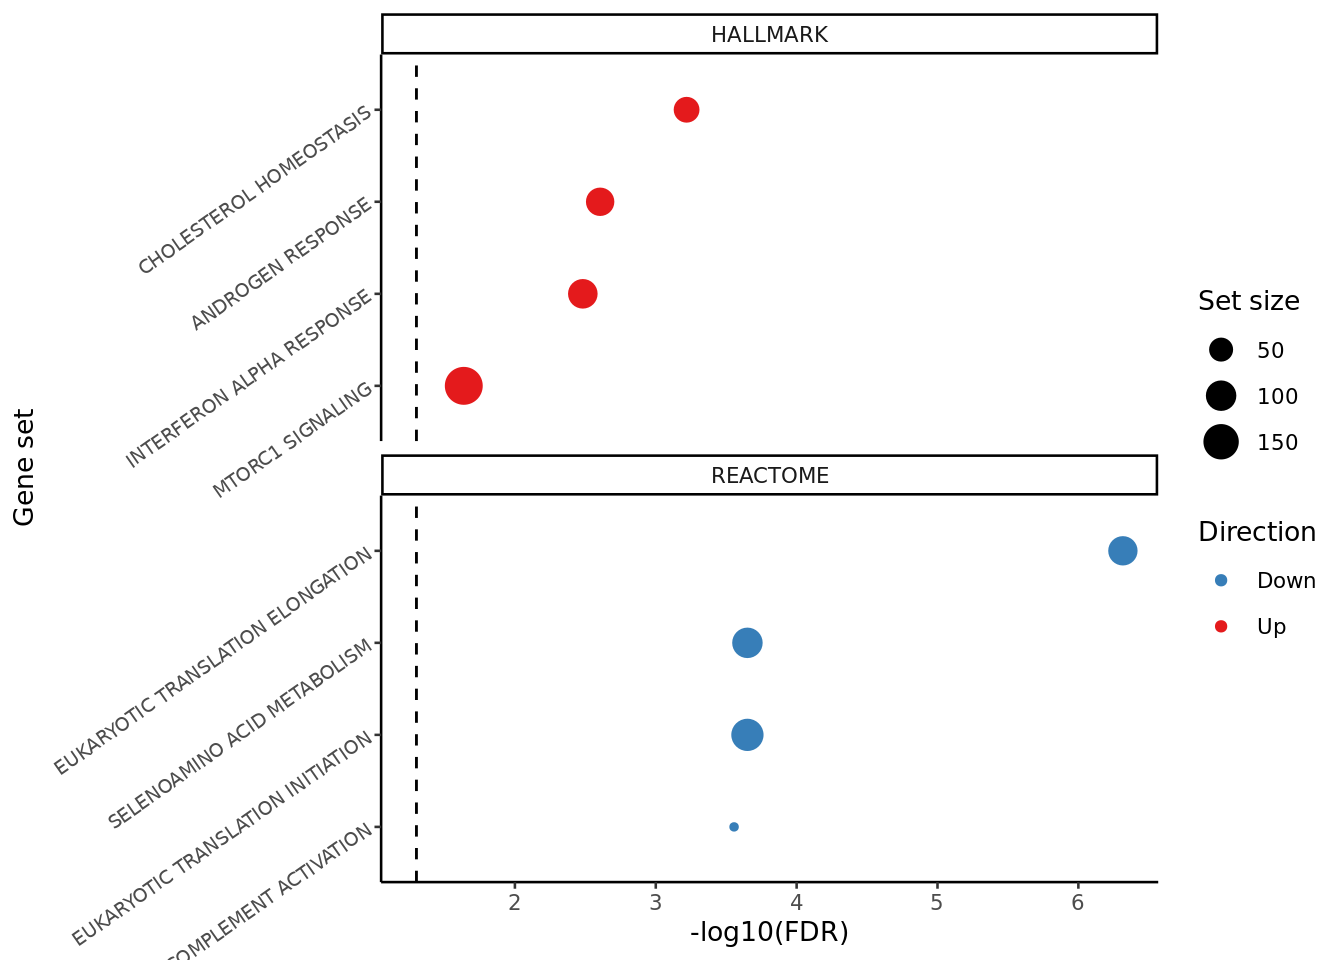 HALLMARK
CHOLESTEROL HOMEOSTASIS
ANDROGEN RESPONSE
INTERFERON ALPHA RESPONSE
MTORC1 SIGNALING
Gene set
REACTOME
EUKARYOTIC TRANSLATION ELONGATION
SELENOAMINO ACID METABOLISM
EUKARYOTIC TRANSLATION INITIATION
ACTIVATION
2 3 4 5 6
-log10(FDR)
Set size
50
100
150
Direction
Down
Up